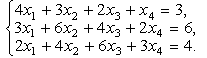 4x₁ + 3x₂ + 2x₃ + x₄ = 3,
3x₁ + 6x₂ + 4x₃ + 2x₄ = 6,
2x₁ + 4x₂ + 6x₃ + 3x₄ = 4.